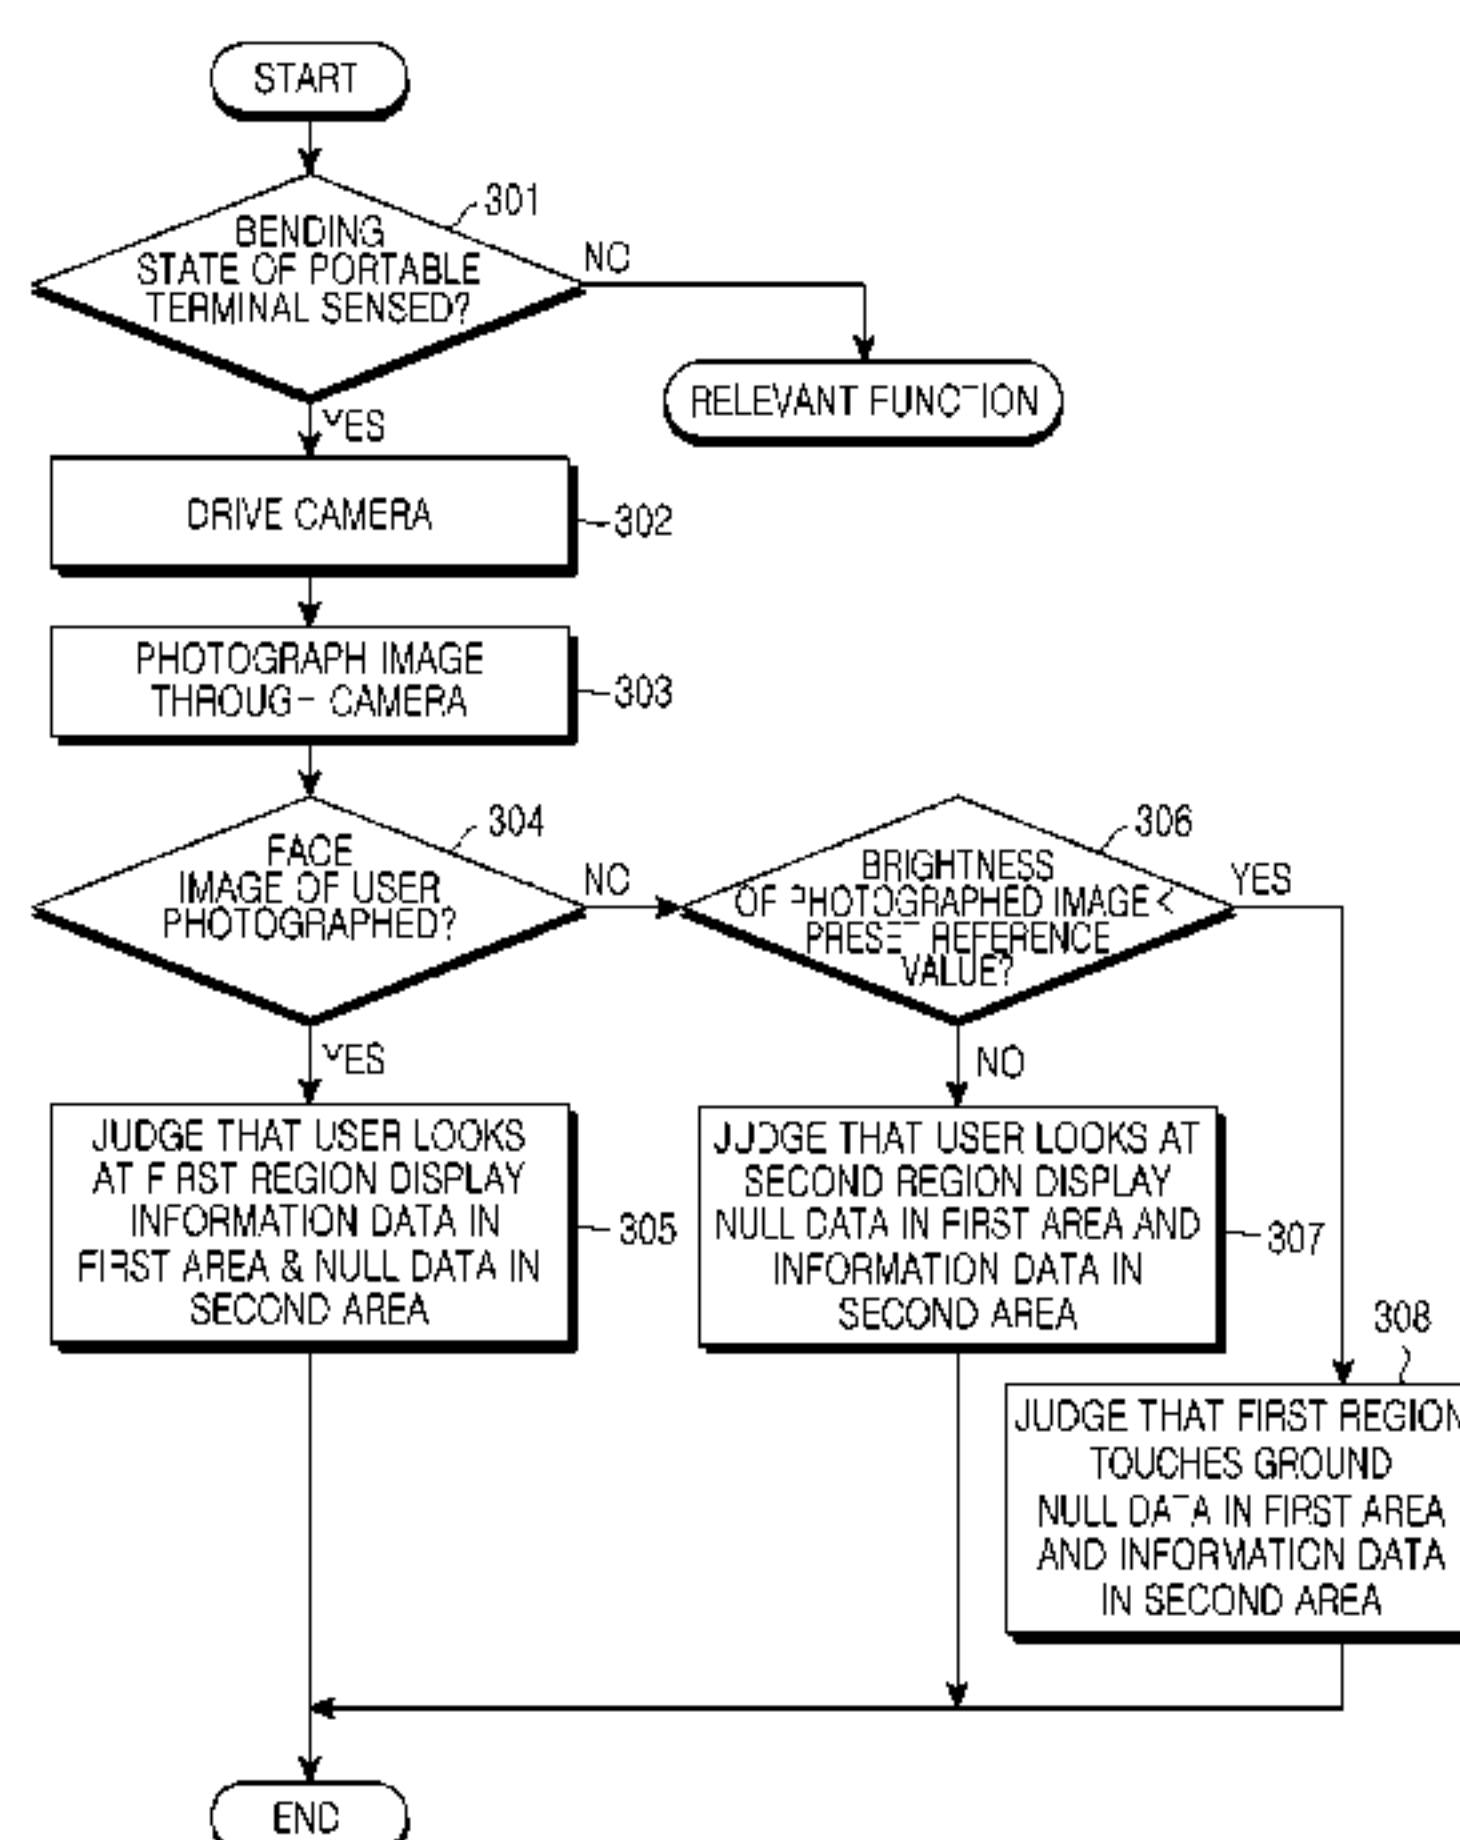 START
301
BENDING
STATE OF PORTABLE
TERMINAL SENSED?
NO
RELEVANT FUNCTION
YES
DRIVE CAMERA
302
PHOTOGRAPH IMAGE
THROUGH CAMERA
303
304
FACE
IMAGE OF USER
PHOTOGRAPHED?
NO
306
BRIGHTNESS
OF PHOTOGRAPHED IMAGE <
PRESET REFERENCE
VALUE?
YES
YES
NO
JUDGE THAT USER LOOKS
AT FIRST REGION DISPLAY
INFORMATION DATA IN
FIRST AREA & NULL DATA IN
SECOND AREA
305
JUDGE THAT USER LOOKS AT
SECOND REGION DISPLAY
NULL DATA IN FIRST AREA AND
INFORMATION DATA IN
SECOND AREA
307
308
JUDGE THAT FIRST REGION
TOUCHES GROUND
NULL DATA IN FIRST AREA
AND INFORMATION DATA
IN SECOND AREA
END